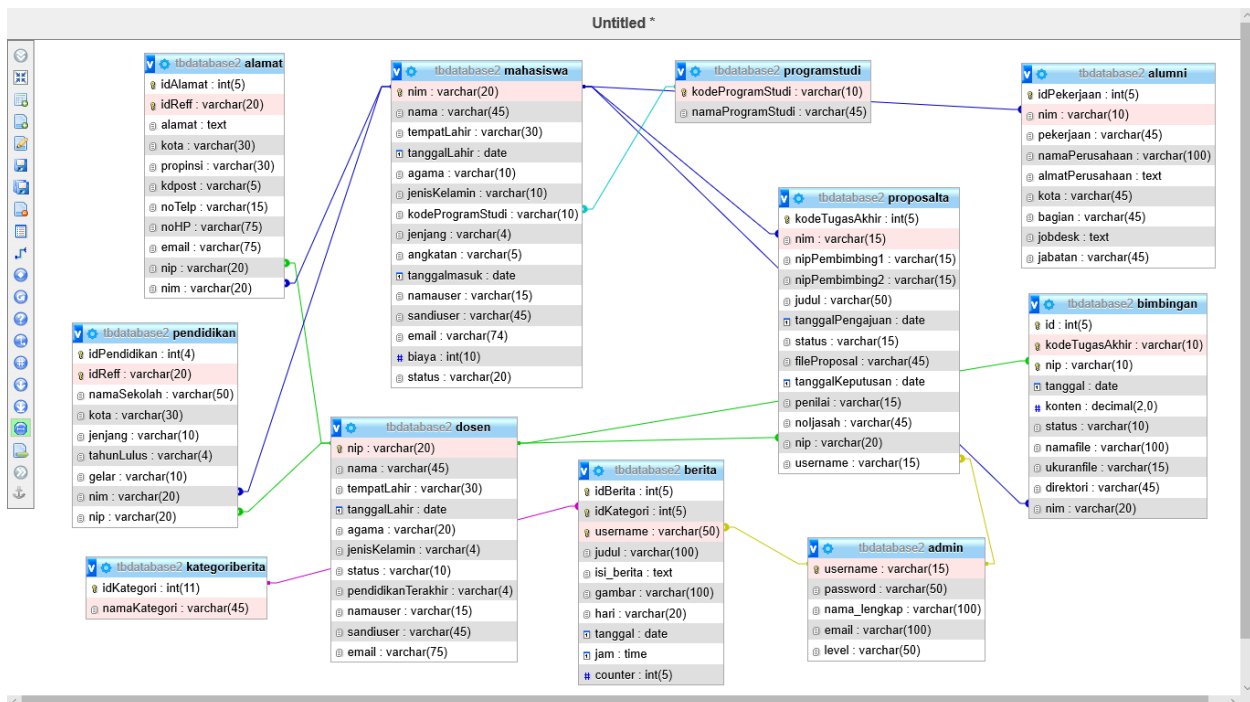 Untitled *
tbdatabase2 alamat
idAlamat : int(5)
idReff : varchar(20)
alamat : text
kota : varchar(30)
propinsi : varchar(30)
kdpost : varchar(5)
noTelp : varchar(15)
noHP : varchar(75)
email : varchar(75)
nip : varchar(20)
nim : varchar(20)
tbdatabase2 mahasiswa
nim : varchar(20)
nama : varchar(45)
tempatLahir : varchar(30)
tanggalLahir : date
agama : varchar(10)
jenisKelamin : varchar(10)
kodeProgramStudi : varchar(10)
jenjang : varchar(4)
angkatan : varchar(5)
tanggalmasuk : date
namauser : varchar(15)
sandiuser : varchar(45)
email : varchar(74)
biaya : int(10)
status : varchar(20)
tbdatabase2 programstudi
kodeProgramStudi : varchar(10)
namaProgramStudi : varchar(45)
tbdatabase2 alumni
idPekerjaan : int(5)
nim : varchar(10)
pekerjaan : varchar(45)
namaPerusahaan : varchar(100)
almatPerusahaan : text
kota : varchar(45)
bagian : varchar(45)
jobdesk : text
jabatan : varchar(45)
tbdatabase2 proposalta
kodeTugasAkhir : int(5)
nim : varchar(15)
nipPembimbing1 : varchar(15)
nipPembimbing2 : varchar(15)
judul : varchar(50)
tanggalPengajuan : date
status : varchar(15)
fileProposal : varchar(45)
tanggalKeputusan : date
penilai : varchar(15)
noljasah : varchar(45)
nip : varchar(20)
username : varchar(15)
tbdatabase2 bimbingan
id : int(5)
kodeTugasAkhir : varchar(10)
nip : varchar(10)
tanggal : date
konten : decimal(2,0)
status : varchar(10)
namafile : varchar(100)
ukuranfile : varchar(15)
direktori : varchar(45)
nim : varchar(20)
tbdatabase2 pendidikan
idPendidikan : int(4)
idReff : varchar(20)
namaSekolah : varchar(50)
kota : varchar(30)
jenjang : varchar(10)
tahunLulus : varchar(4)
gelar : varchar(10)
nim : varchar(20)
nip : varchar(20)
tbdatabase2 dosen
nip : varchar(20)
nama : varchar(45)
tempatLahir : varchar(30)
tanggalLahir : date
agama : varchar(20)
jenisKelamin : varchar(4)
status : varchar(10)
pendidikanTerakhir : varchar(4)
namauser : varchar(15)
sandiuser : varchar(45)
email : varchar(75)
tbdatabase2 berita
idBerita : int(5)
idKategori : int(5)
username : varchar(50)
judul : varchar(100)
isi_berita : text
gambar : varchar(100)
hari : varchar(20)
tanggal : date
jam : time
counter : int(5)
tbdatabase2 kategoriberita
idKategori : int(11)
namaKategori : varchar(45)
tbdatabase2 admin
username : varchar(15)
password : varchar(50)
nama_lengkap : varchar(100)
email : varchar(100)
level : varchar(50)